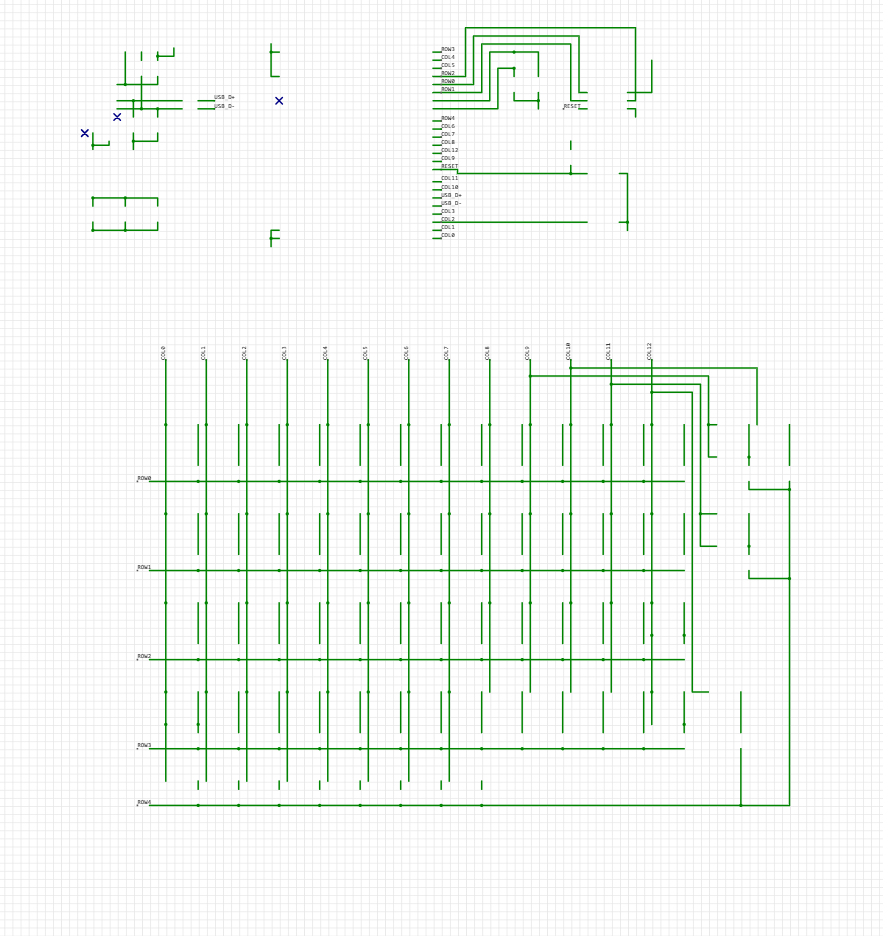 ROW3
COL4
COL5
ROW2
ROW0
ROW1
USB_D+
USB_D-
RESET
ROW4
COL6
COL7
COL8
COL12
COL9
RESET
COL11
COL10
USB_D+
USB_D-
COL3
COL2
COL1
COL0
COL0 COL1 COL2 COL3 COL4 COL5 COL6 COL7 COL8 COL9 COL10 COL11 COL12
ROW0
ROW1
ROW2
ROW3
ROW4